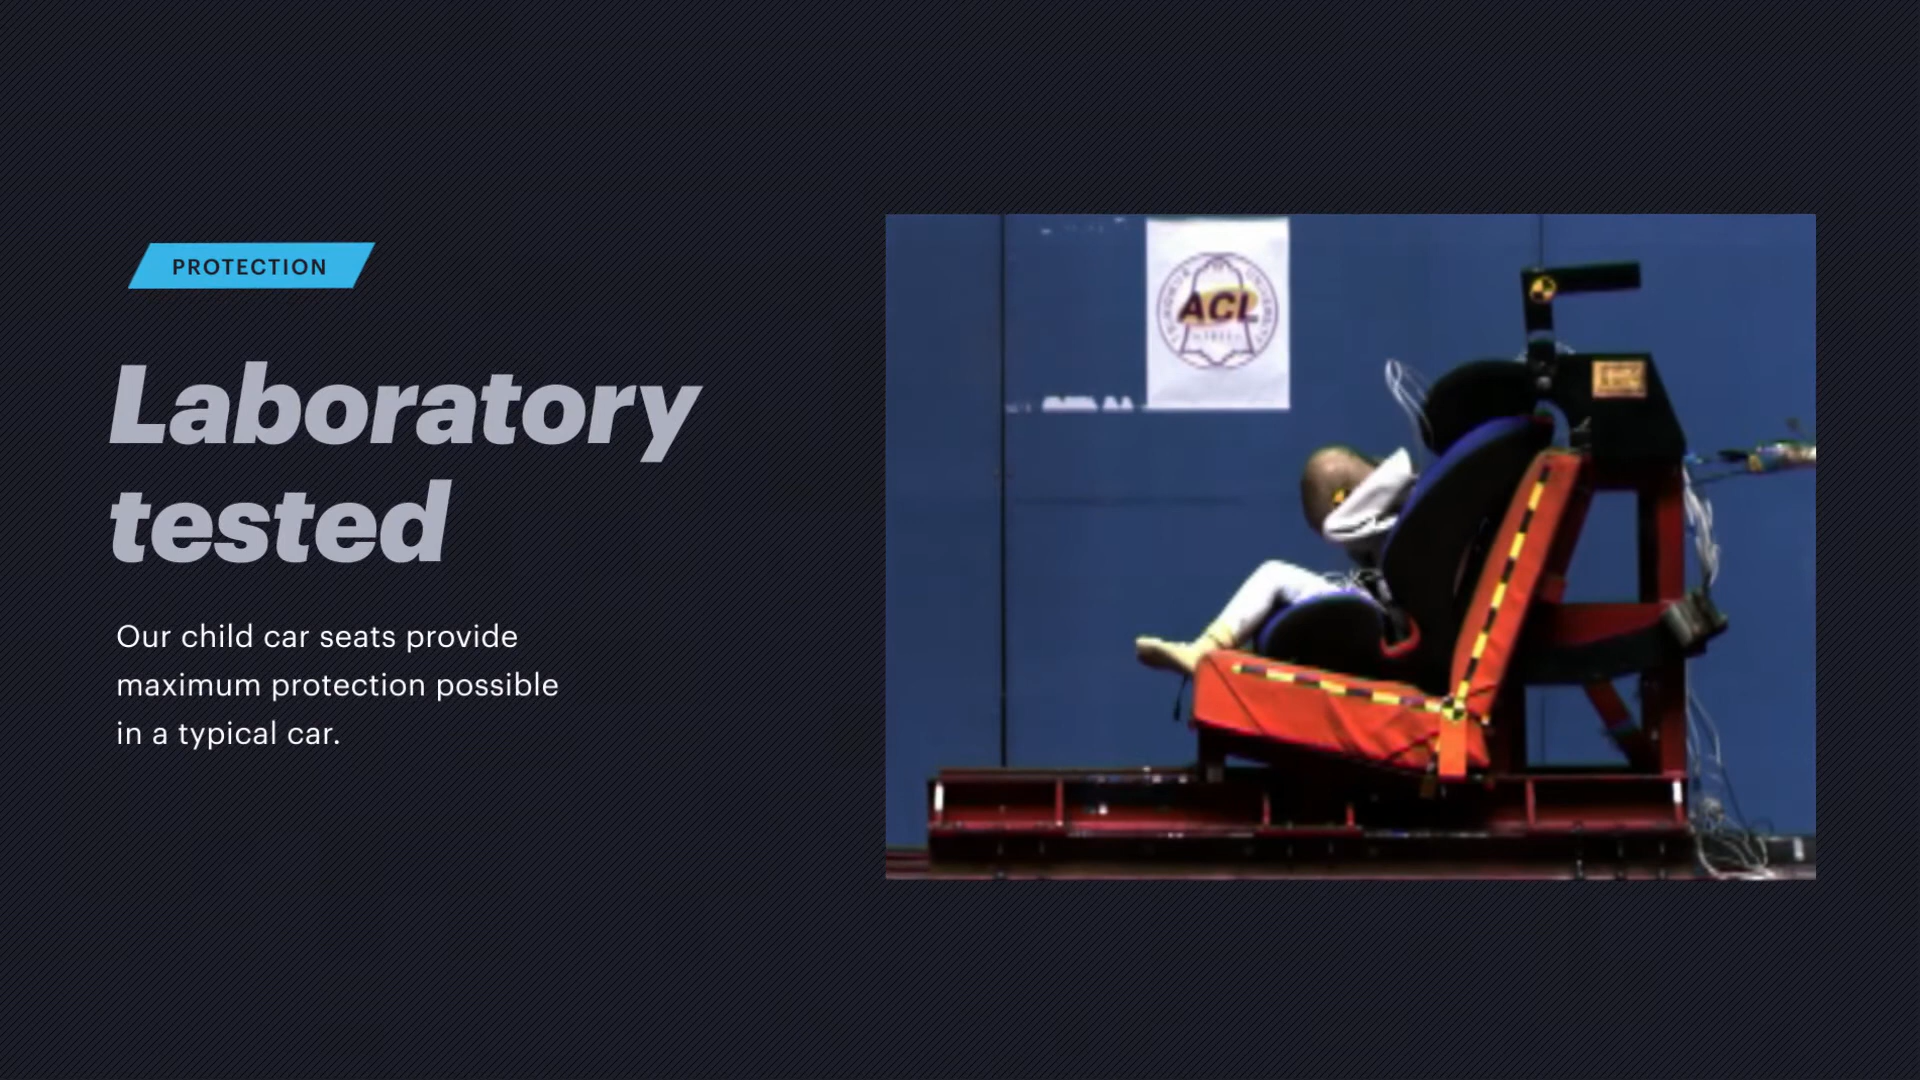 PROTECTION
Laboratory
tested
Our child car seats provide
maximum protection possible
in a typical car.
ACL